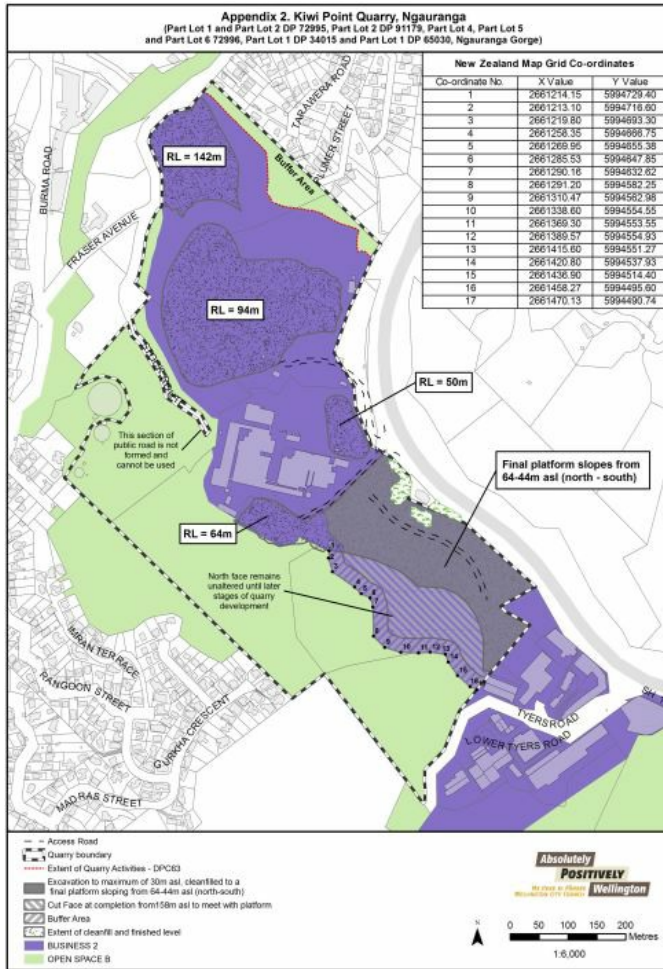 Appendix 2. Kiwi Point Quarry, Ngauranga
(Part Lot 1 and Part Lot 2 DP 72995, Part Lot 2 DP 91179, Part Lot 4, Part Lot 5
and Part Lot 6 72996, Part Lot 1 DP 34015 and Part Lot 1 DP 65030, Ngauranga Gorge)
New Zealand Map Grid Co-ordinates
Co-ordinate No. X Value Y Value
1 2661214.15 5994729.40
2 2661213.10 5994716.60
3 2661219.80 5994693.30
4 2661258.35 5994666.75
5 2661269.95 5994655.38
6 2661285.53 5994647.85
7 2661290.16 5994632.62
8 2661291.20 5994582.25
9 2661310.47 5994562.98
10 2661338.60 5994554.55
11 2661369.30 5994553.55
12 2661389.57 5994554.93
13 2661415.60 5994551.27
14 2661420.80 5994537.93
15 2661436.90 5994514.40
16 2661458.27 5994495.60
17 2661470.13 5994490.74
TARAWERA ROAD
PLUMER STREET
BURMA ROAD
RL = 142m
Buffer Area
FRASER AVENUE
RL = 94m
RL = 50m
This section of
public road is not
formed and
cannot be used
Final platform slopes from
64-44m asl (north - south)
RL = 64m
North face remains
unaltered until later
stages of quarry
development
IMRAN TERRACE
RANGOON STREET
GURKHA CRESCENT
MADRAS STREET
TYERS ROAD
LOWER TYERS ROAD
SH 1
Access Road
Quarry boundary
Extent of Quarry Activities - DPC63
Excavation to maximum of 30m asl, cleanfilled to a
final platform sloping from 64-44m asl (north-south)
Cut Face at completion from158m asl to meet with platform
Buffer Area
Extent of cleanfill and finished level
BUSINESS 2
OPEN SPACE B
Absolutely
POSITIVELY
Wellington
WELLINGTON CITY COUNCIL
N
0 50 100 150 200
Metres
1:6,000